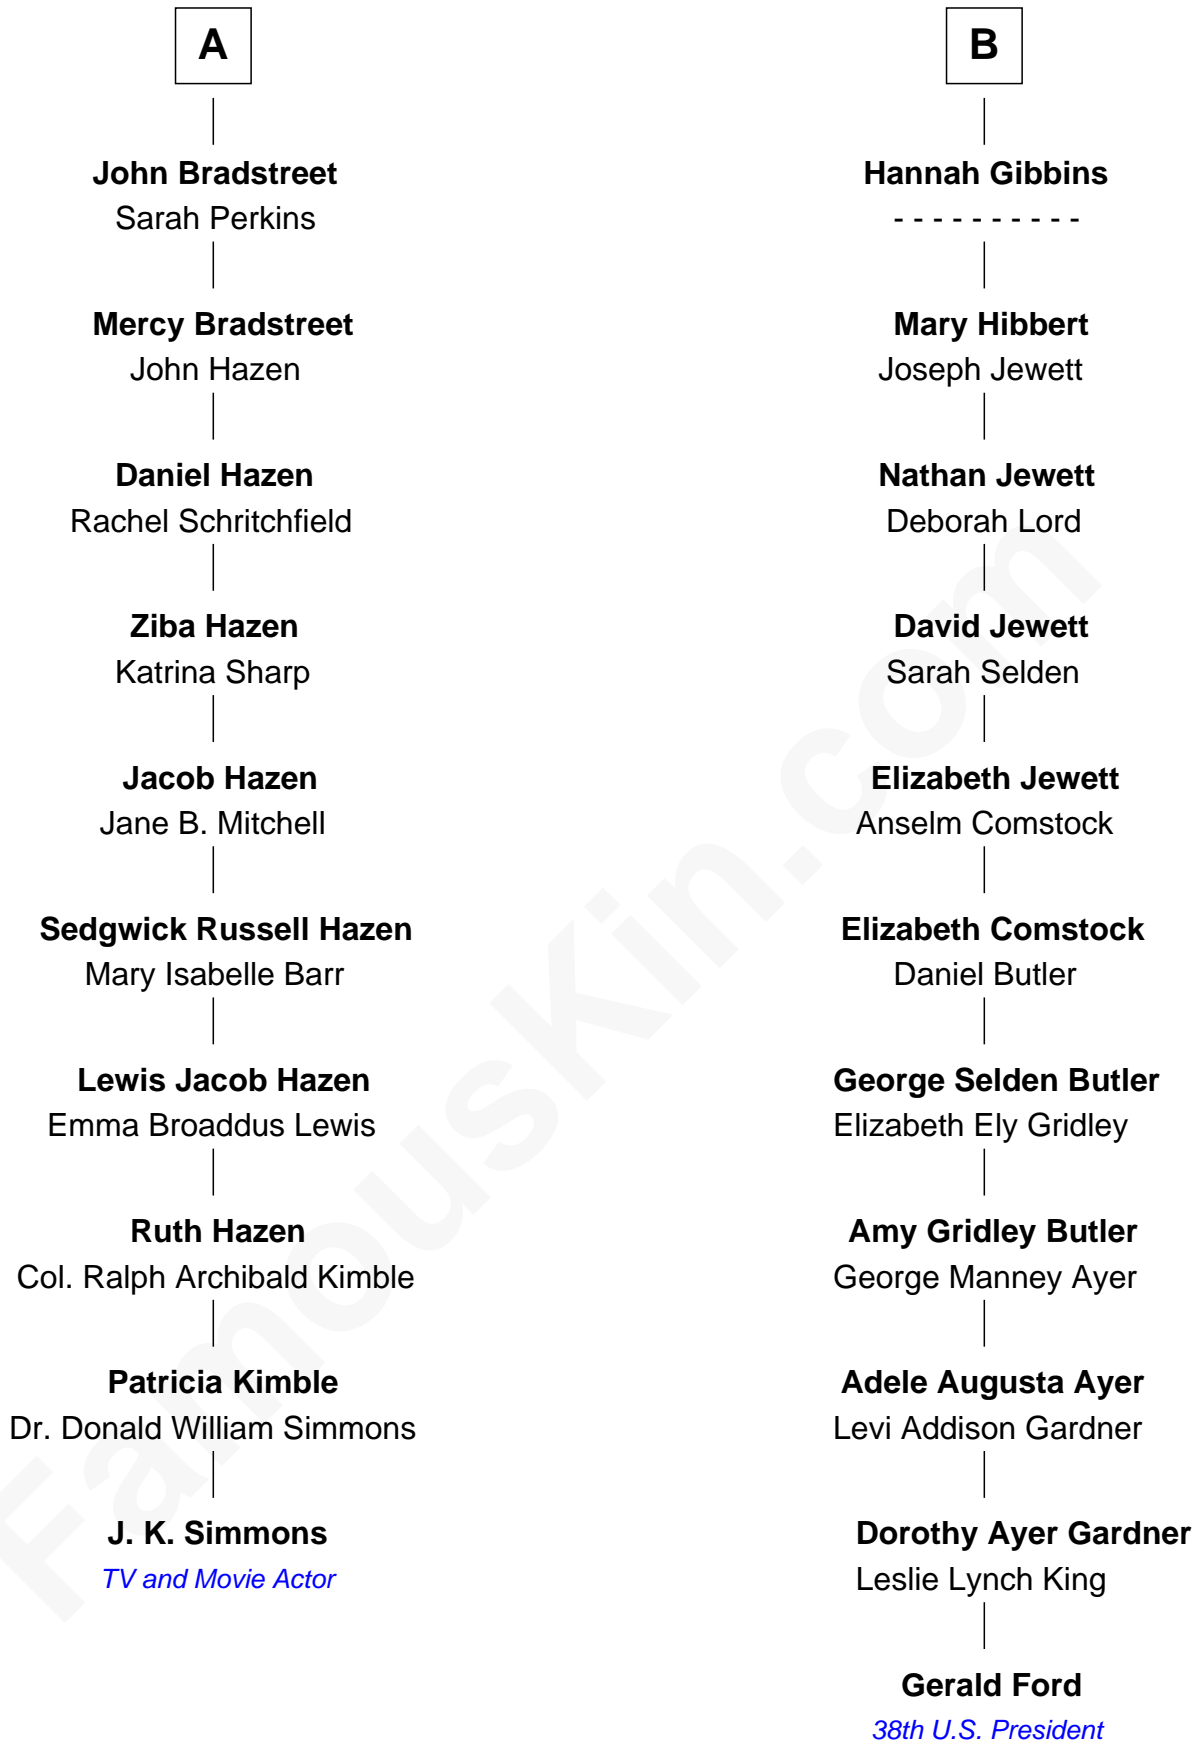 A
John Bradstreet
Sarah Perkins
Mercy Bradstreet
John Hazen
Daniel Hazen
Rachel Schritchfield
Ziba Hazen
Katrina Sharp
Jacob Hazen
Jane B. Mitchell
Sedgwick Russell Hazen
Mary Isabelle Barr
Lewis Jacob Hazen
Emma Broaddus Lewis
Ruth Hazen
Col. Ralph Archibald Kimble
Patricia Kimble
Dr. Donald William Simmons
J. K. Simmons
TV and Movie Actor
B
Hannah Gibbins
- - - - - - - - - -
Mary Hibbert
Joseph Jewett
Nathan Jewett
Deborah Lord
David Jewett
Sarah Selden
Elizabeth Jewett
Anselm Comstock
Elizabeth Comstock
Daniel Butler
George Selden Butler
Elizabeth Ely Gridley
Amy Gridley Butler
George Manney Ayer
Adele Augusta Ayer
Levi Addison Gardner
Dorothy Ayer Gardner
Leslie Lynch King
Gerald Ford
38th U.S. President
FamousKin.com